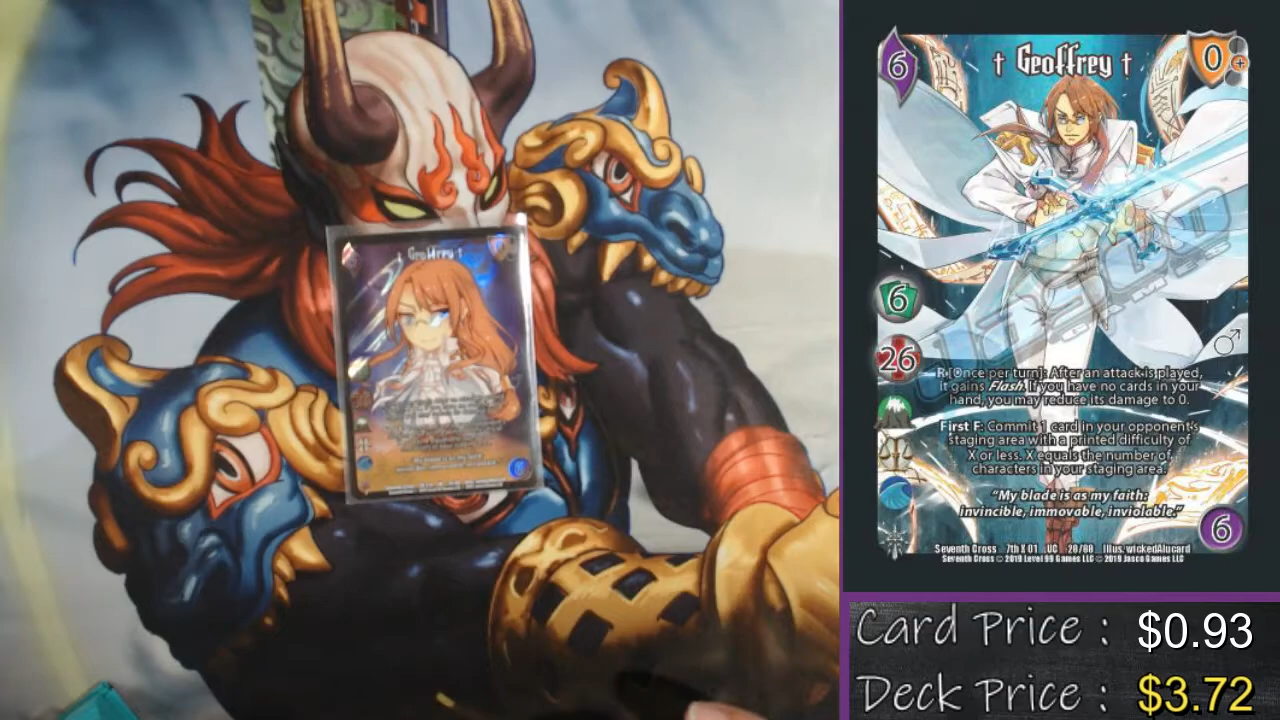 † Geoffrey †
6
† Geoffrey †
0
+
6
26
R [Once per turn]: After an attack is played,
it gains Flash. If you have no cards in your
hand, you may reduce its damage to 0.
First F: Commit 1 card in your opponent's
staging area with a printed difficulty of
X or less. X equals the number of
characters in your staging area.
"My blade is as my faith:
invincible, immovable, inviolable."
6
Seventh Cross 7th X 01 UC 20/88 Illus. wickedAlucard
Seventh Cross © 2019 Level 99 Games LLC © 2019 Jasco Games LLC
Card Price : $0.93
Deck Price : $3.72